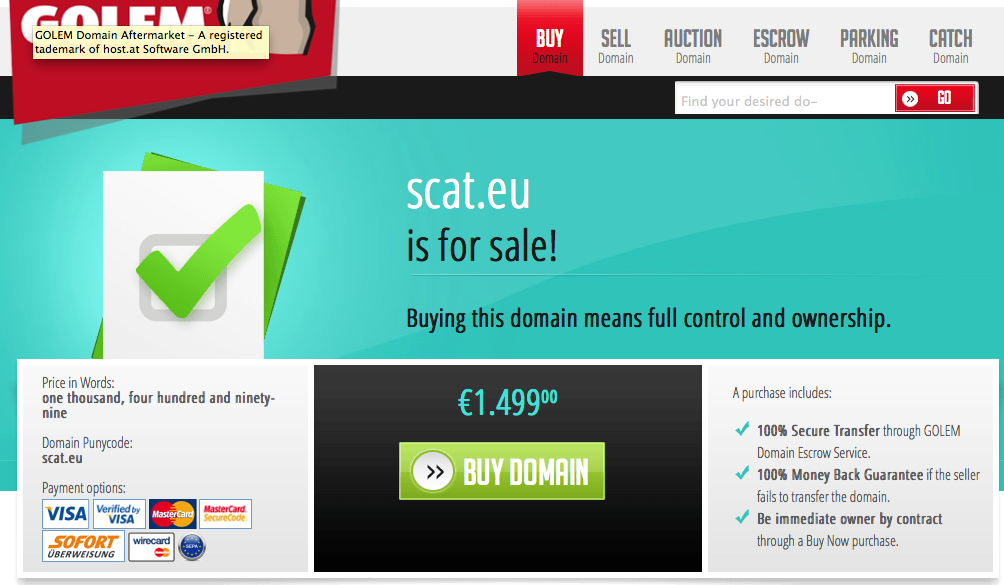 GOLEM®
GOLEM Domain Aftermarket – A registered
tademark of host.at Software GmbH.
BUY
Domain
SELL
Domain
AUCTION
Domain
ESCROW
Domain
PARKING
Domain
CATCH
Domain
Find your desired do–
GO
scat.eu
is for sale!
Buying this domain means full control and ownership.
Price in Words:
one thousand, four hundred and ninety-
nine
Domain Punycode:
scat.eu
Payment options:
VISA
Verified by
VISA
MasterCard
MasterCard.
SecureCode.
SOFORT
ÜBERWEISUNG
wirecard
SEPA
€1.499⁰⁰
BUY DOMAIN
A purchase includes:
100% Secure Transfer through GOLEM
Domain Escrow Service.
100% Money Back Guarantee if the seller
fails to transfer the domain.
Be immediate owner by contract
through a Buy Now purchase.